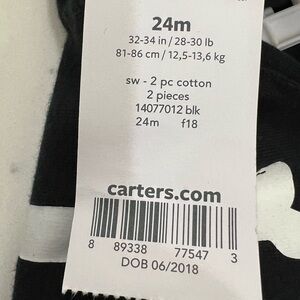 24m
32-34 in / 28-30 lb
81-86 cm / 12,5-13,6 kg
sw - 2 pc cotton
2 pieces
14077012 blk
24m f18
carters.com
8 89338 77547 3
DOB 06/2018